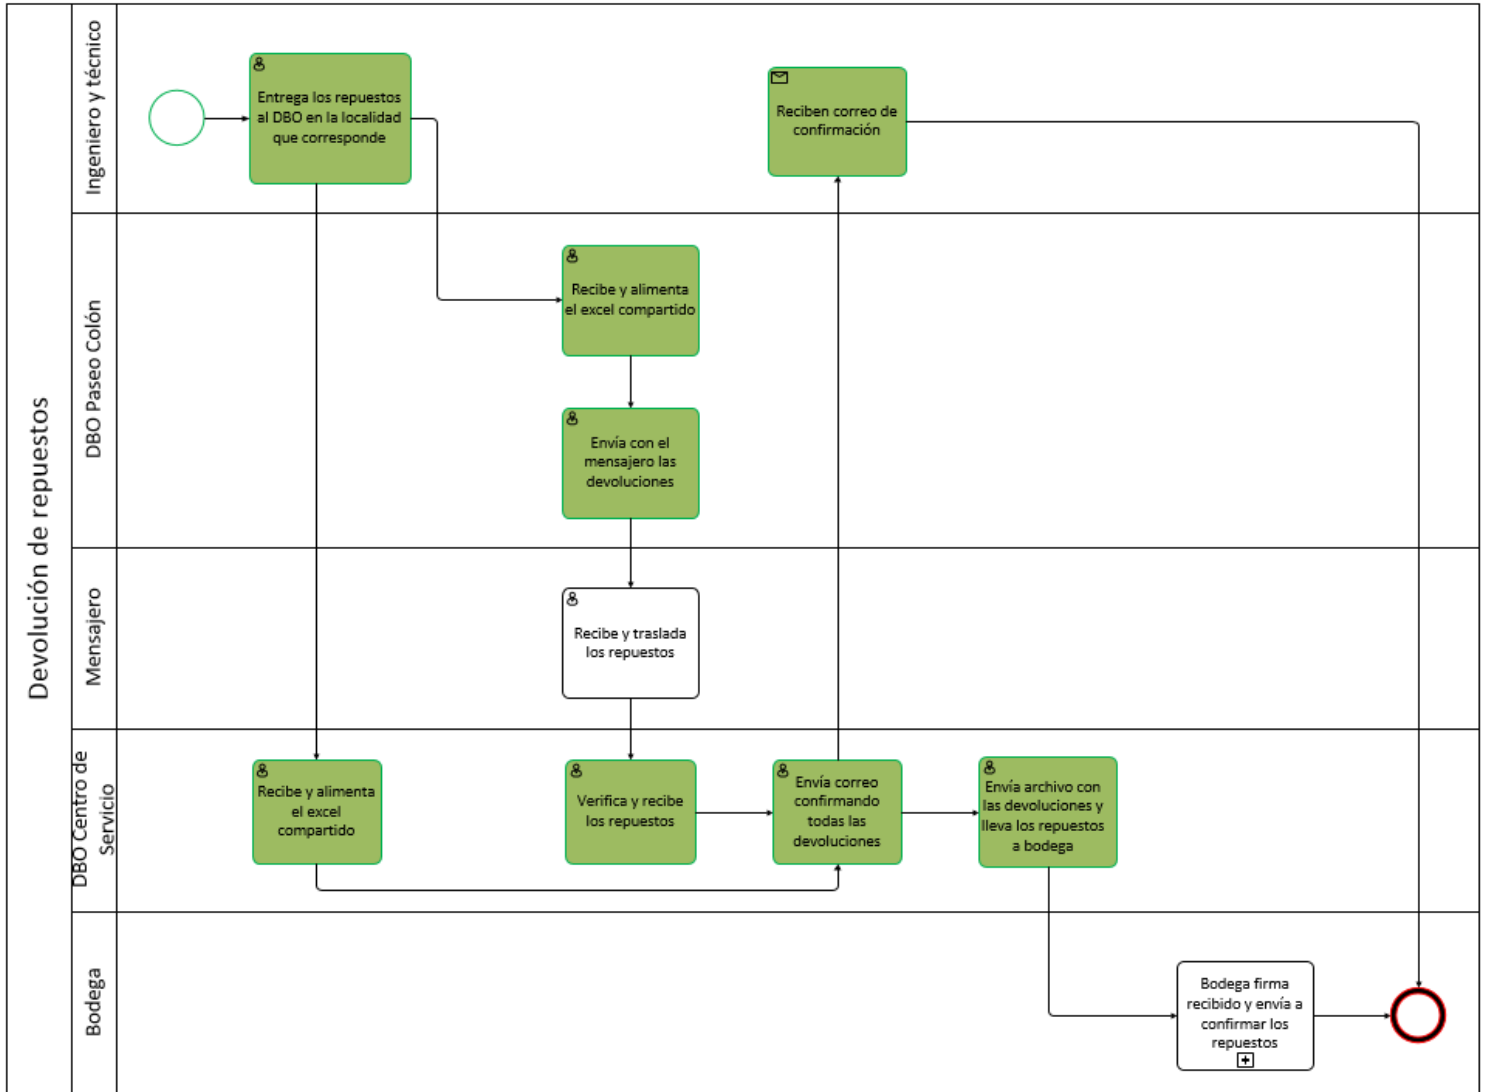 Devolución de repuestos
Ingeniero y técnico
Entrega los repuestos
al DBO en la localidad
que corresponde
Reciben correo de
confirmación
DBO Paseo Colón
Recibe y alimenta
el excel compartido
Envía con el
mensajero las
devoluciones
Mensajero
Recibe y traslada
los repuestos
DBO Centro de
Servicio
Recibe y alimenta
el excel
compartido
Verifica y recibe
los repuestos
Envía correo
confirmando
todas las
devoluciones
Envía archivo con
las devoluciones y
lleva los repuestos
a bodega
Bodega
Bodega firma
recibido y envía a
confirmar los
repuestos